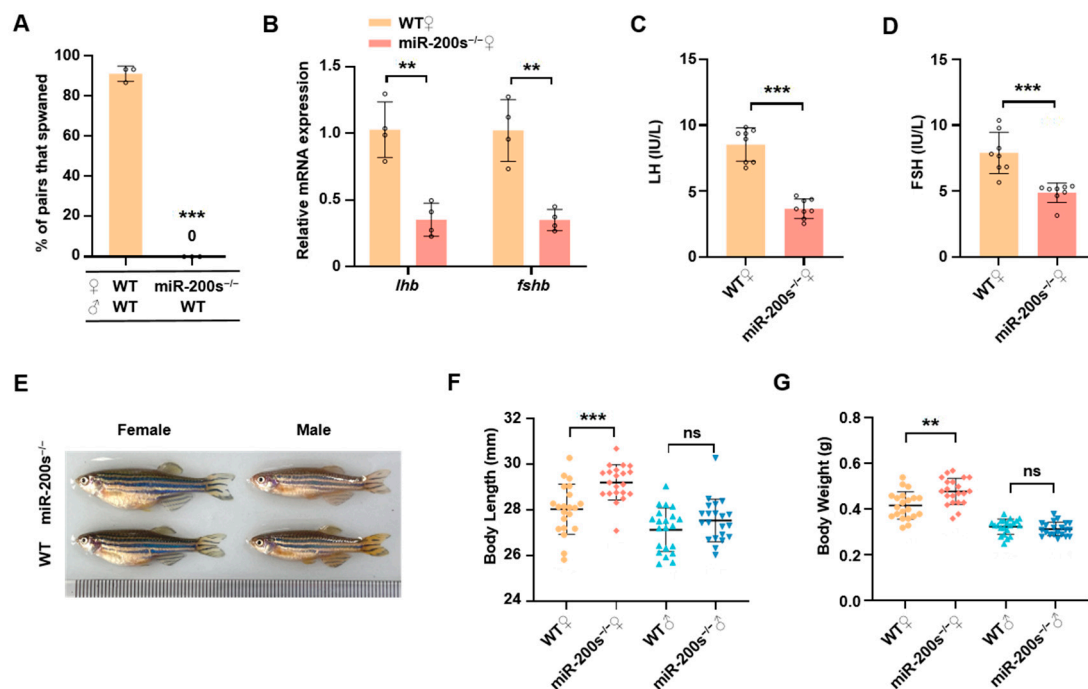 A
% of pairs that spwaned
100
80
60
40
20
0
***
0
♀ WT miR-200s−/−
♂ WT WT
B
WT♀
miR-200s−/−♀
Relative mRNA expression
1.5
1.0
0.5
0.0
**
**
lhb
fshb
C
LH (IU/L)
15
10
5
0
***
WT♀
miR-200s−/−♀
D
FSH (IU/L)
15
10
5
0
***
WT♀
miR-200s−/−♀
E
Female Male
miR-200s−/−
WT
F
Body Length (mm)
32
30
28
26
24
***
ns
WT♀
miR-200s−/−♀
WT♂
miR-200s−/−♂
G
Body Weight (g)
0.8
0.6
0.4
0.2
0.0
**
ns
WT♀
miR-200s−/−♀
WT♂
miR-200s−/−♂